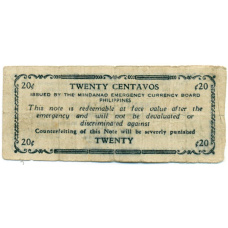 20¢ TWENTY CENTAVOS ¢20
ISSUED BY THE MINDANAO EMERGENCY CURRENCY BOARD
PHILIPPINES
This note is redeemable at face value after the
emergency and will not be devaluated or
discriminated against
Counterfeiting of this Note will be severly punished
20¢ TWENTY ¢20